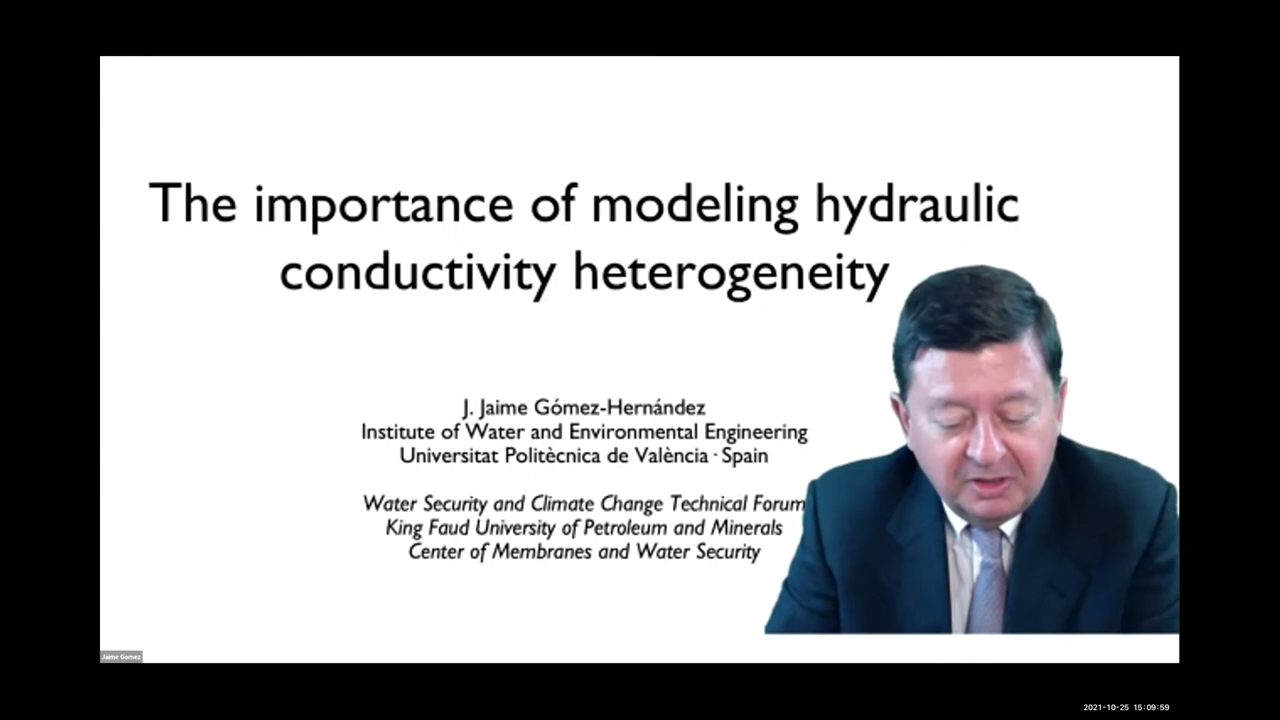 The importance of modeling hydraulic
conductivity heterogeneity
J. Jaime Gómez-Hernández
Institute of Water and Environmental Engineering
Universitat Politècnica de València · Spain
Water Security and Climate Change Technical Forum
King Faud University of Petroleum and Minerals
Center of Membranes and Water Security
Jaime Gomez
2021-10-25 15:09:59